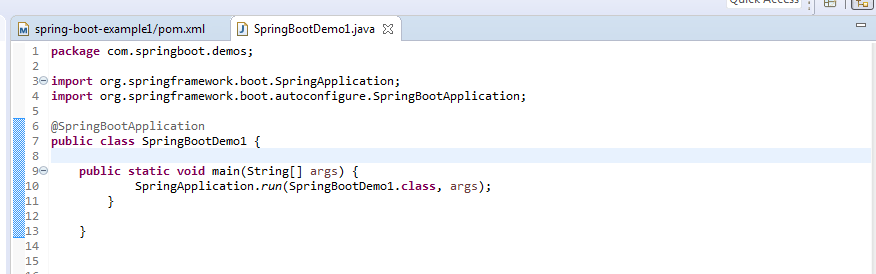 Quick Access
spring-boot-example1/pom.xml
SpringBootDemo1.java
1 package com.springboot.demos;
2
3 import org.springframework.boot.SpringApplication;
4 import org.springframework.boot.autoconfigure.SpringBootApplication;
5
6 @SpringBootApplication
7 public class SpringBootDemo1 {
8
9 public static void main(String[] args) {
10 SpringApplication.run(SpringBootDemo1.class, args);
11 }
12
13 }
14
15